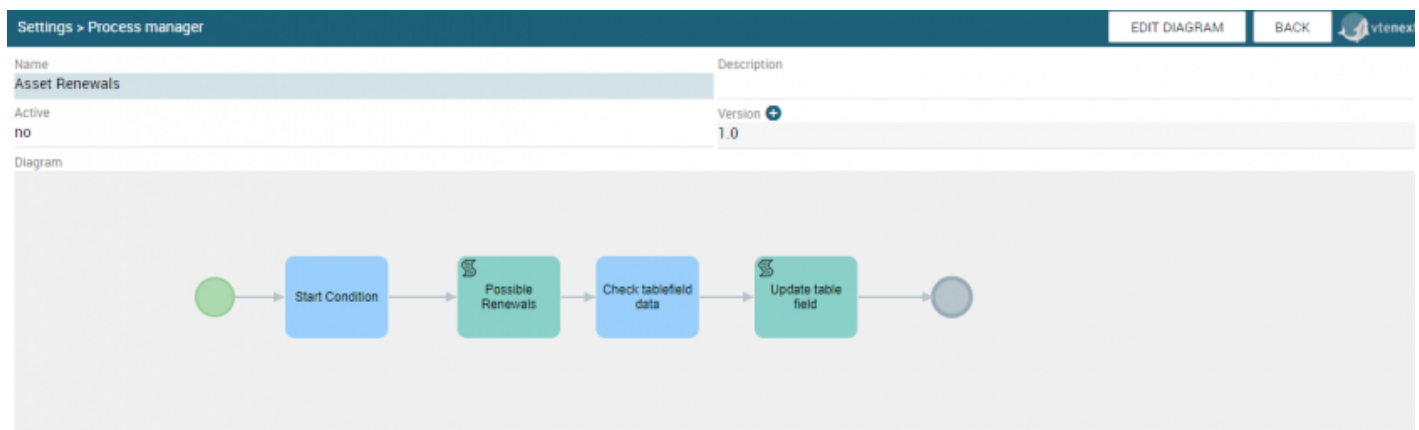 Settings > Process manager
EDIT DIAGRAM
BACK
vtenext
Name
Asset Renewals
Description
Active
no
Version
1.0
Diagram
Start Condition
Possible
Renewals
Check tablefield
data
Update table
field